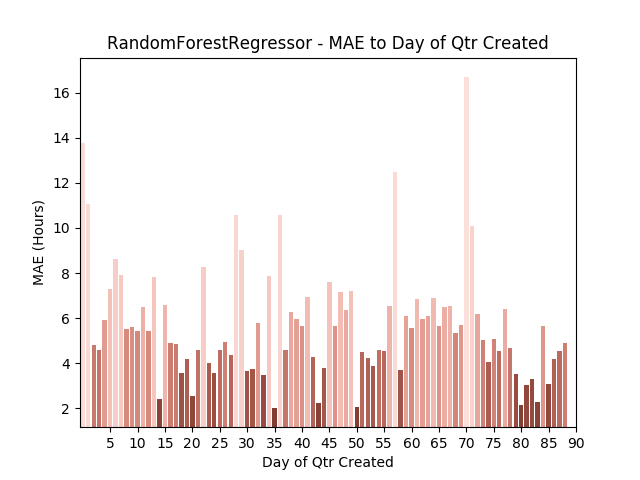 RandomForestRegressor - MAE to Day of Qtr Created
MAE (Hours)
16
14
12
10
8
6
4
2
5 10 15 20 25 30 35 40 45 50 55 60 65 70 75 80 85 90
Day of Qtr Created